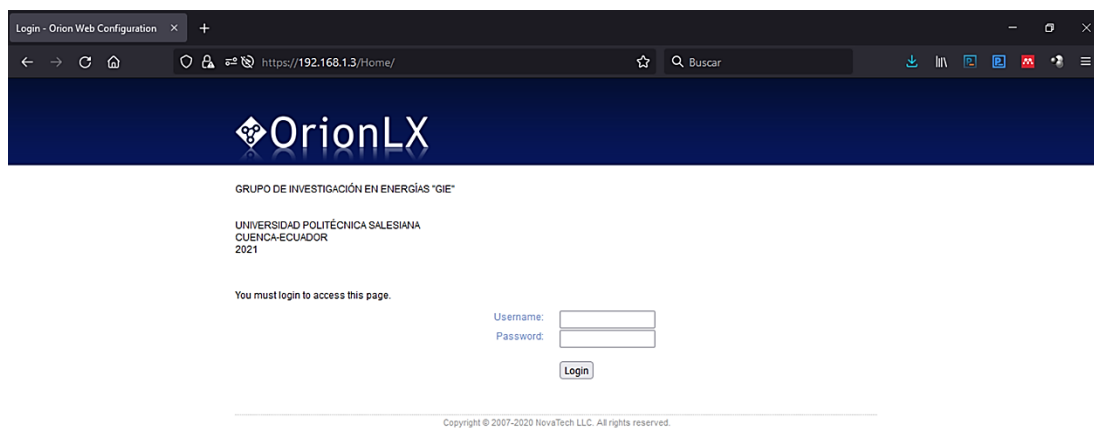 Login - Orion Web Configuration
https://192.168.1.3/Home/
Buscar
OrionLX
GRUPO DE INVESTIGACIÓN EN ENERGÍAS "GIE"
UNIVERSIDAD POLITÉCNICA SALESIANA
CUENCA-ECUADOR
2021
You must login to access this page.
Username:
Password:
Login
Copyright © 2007-2020 NovaTech LLC. All rights reserved.